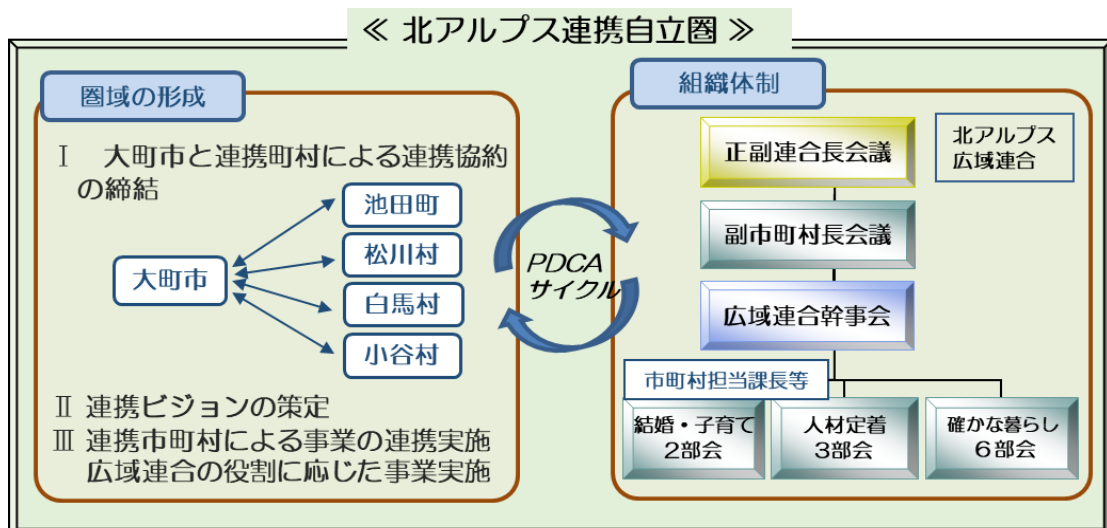 ≪ 北アルプス連携自立圏 ≫
圏域の形成
Ⅰ 大町市と連携町村による連携協約
の締結
大町市
池田町
松川村
白馬村
小谷村
Ⅱ 連携ビジョンの策定
Ⅲ 連携市町村による事業の連携実施
広域連合の役割に応じた事業実施
PDCA
サイクル
組織体制
正副連合長会議
北アルプス
広域連合
副市町村長会議
広域連合幹事会
市町村担当課長等
結婚・子育て
2部会
人材定着
3部会
確かな暮らし
6部会